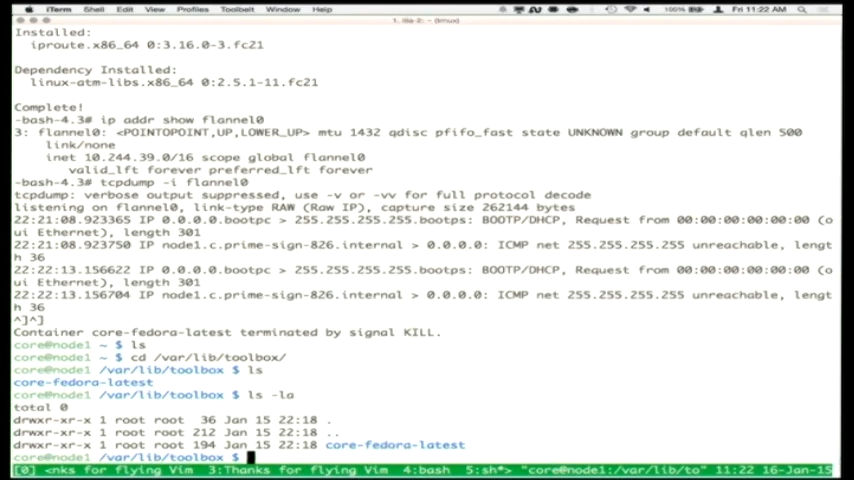 iTerm Shell Edit View Profiles Toolbelt Window Help 100% Fri 11:22 AM
Installed:
iproute.x86_64 0:3.16.0-3.fc21
Dependency Installed:
linux-atm-libs.x86_64 0:2.5.1-11.fc21
Complete!
-bash-4.3# ip addr show flannel0
3: flannel0: <POINTOPOINT,UP,LOWER_UP> mtu 1432 qdisc pfifo_fast state UNKNOWN group default qlen 500
link/none
inet 10.244.39.0/16 scope global flannel0
valid_lft forever preferred_lft forever
-bash-4.3# tcpdump -i flannel0
tcpdump: verbose output suppressed, use -v or -vv for full protocol decode
listening on flannel0, link-type RAW (Raw IP), capture size 262144 bytes
22:21:08.923365 IP 0.0.0.0.bootpc > 255.255.255.255.bootps: BOOTP/DHCP, Request from 00:00:00:00:00:00 (o
ui Ethernet), length 301
22:21:08.923750 IP node1.c.prime-sign-826.internal > 0.0.0.0: ICMP net 255.255.255.255 unreachable, lengt
h 36
22:22:13.156622 IP 0.0.0.0.bootpc > 255.255.255.255.bootps: BOOTP/DHCP, Request from 00:00:00:00:00:00 (o
ui Ethernet), length 301
22:22:13.156704 IP node1.c.prime-sign-826.internal > 0.0.0.0: ICMP net 255.255.255.255 unreachable, lengt
h 36
^]^]
Container core-fedora-latest terminated by signal KILL.
core@node1 ~ $ ls
core@node1 ~ $ cd /var/lib/toolbox/
core@node1 /var/lib/toolbox $ ls
core-fedora-latest
core@node1 /var/lib/toolbox $ ls -la
total 0
drwxr-xr-x 1 root root 36 Jan 15 22:18 .
drwxr-xr-x 1 root root 212 Jan 15 22:18 ..
drwxr-xr-x 1 root root 194 Jan 15 22:18 core-fedora-latest
core@node1 /var/lib/toolbox $
[0] <nks for flying Vim 3:Thanks for flying Vim 4:bash 5:sh*> "core@node1:/var/lib/to" 11:22 16-Jan-15